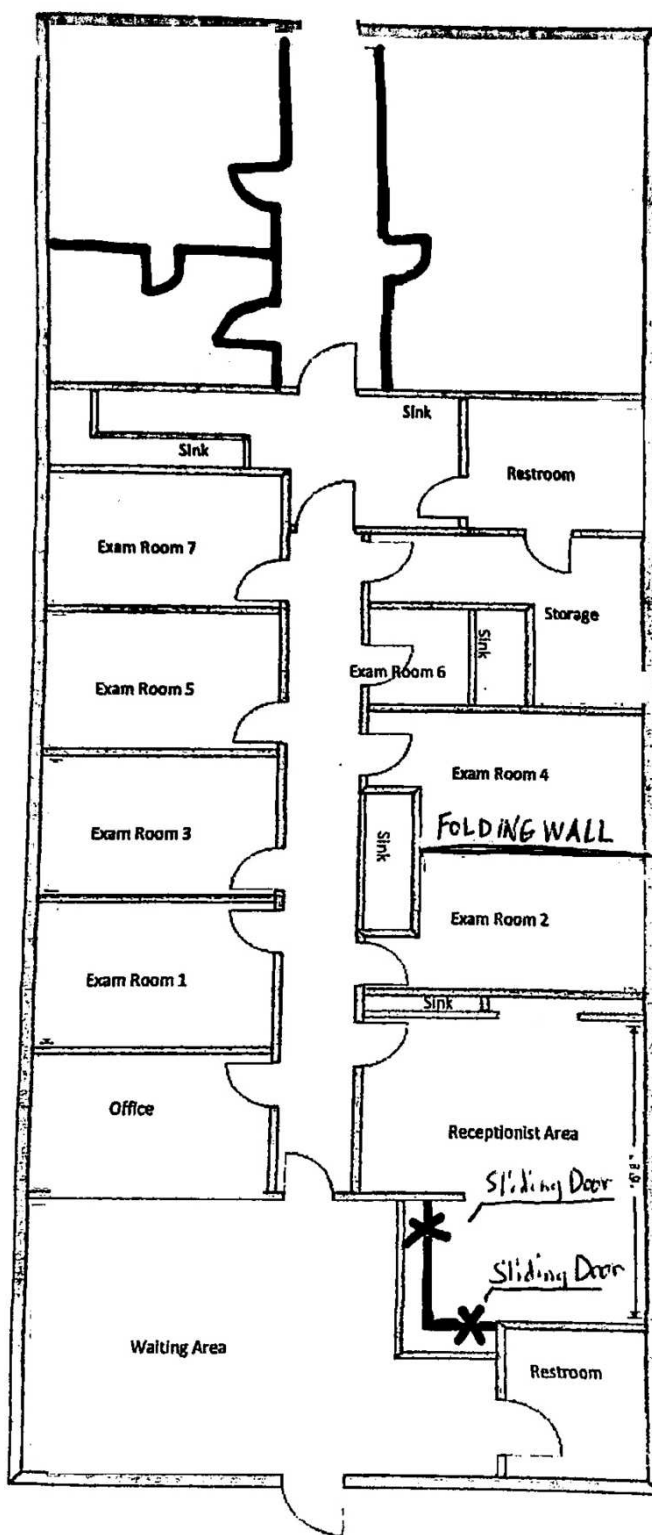 Sink
Sink
Restroom
Exam Room 7
Storage
Sink
Exam Room 6
Exam Room 5
Exam Room 4
FOLDING WALL
Exam Room 3
Sink
Exam Room 2
Exam Room 1
Sink
Office
Receptionist Area
Sliding Door
Sliding Door
Waiting Area
Restroom